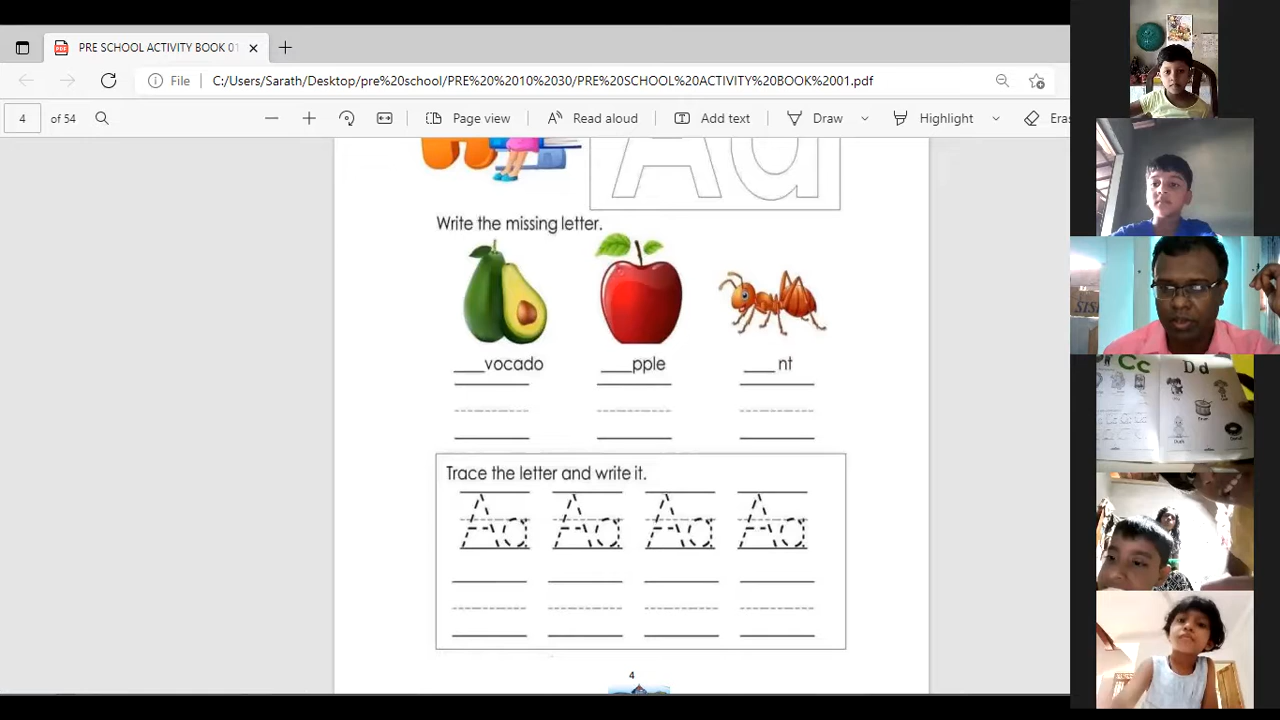 PRE SCHOOL ACTIVITY BOOK 01
File
C:/Users/Sarath/Desktop/pre%20school/PRE%20%2010%2030/PRE%20SCHOOL%20ACTIVITY%20BOOK%2001.pdf
4 of 54
Page view
Read aloud
Add text
Draw
Highlight
Eras
Aa
Write the missing letter.
___vocado ___pple ___nt
Trace the letter and write it.
Aa Aa Aa Aa
4
Cc
Dd